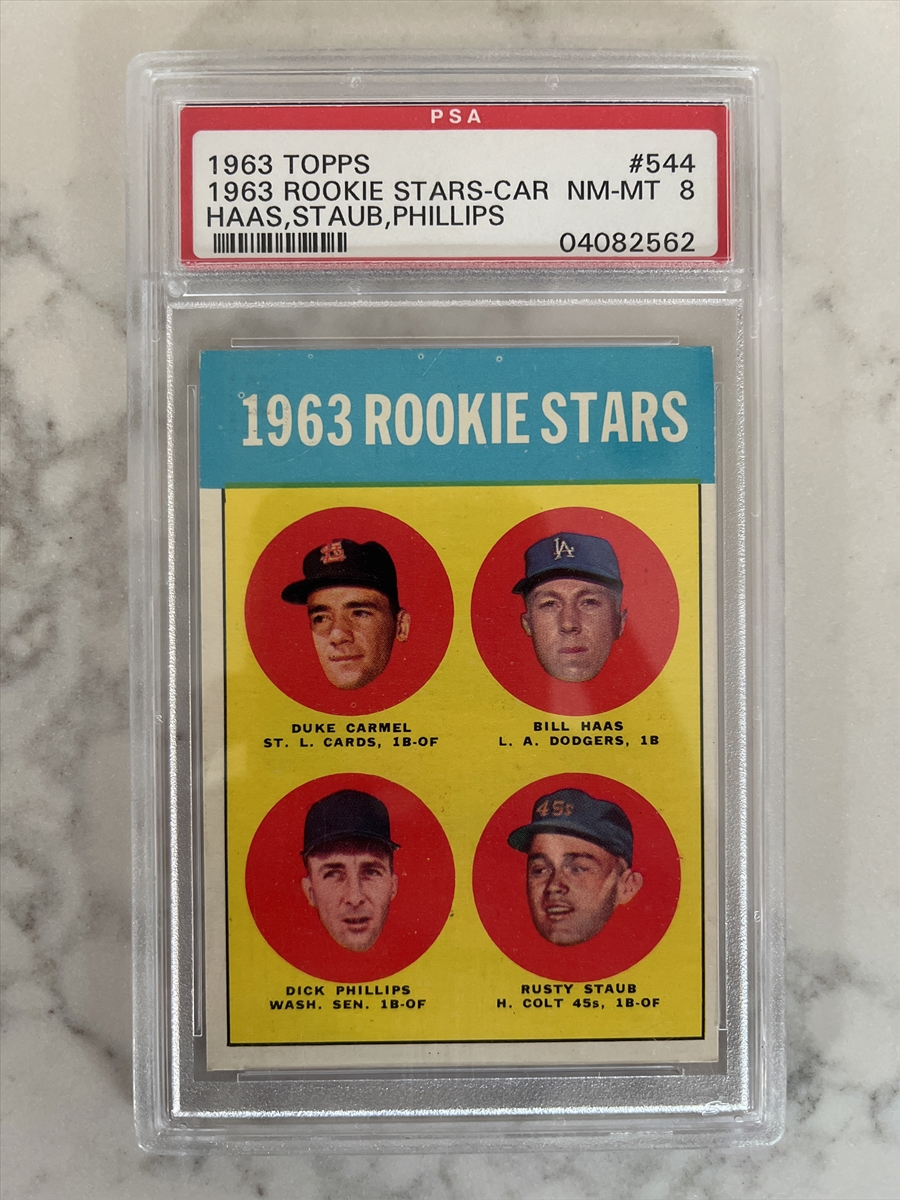 PSA
1963 TOPPS #544
1963 ROOKIE STARS-CAR NM-MT 8
HAAS,STAUB,PHILLIPS
04082562
1963 ROOKIE STARS
LA
DUKE CARMEL
ST. L. CARDS, 1B-OF
BILL HAAS
L. A. DODGERS, 1B
45s
DICK PHILLIPS
WASH. SEN. 1B-OF
RUSTY STAUB
H. COLT 45s, 1B-OF